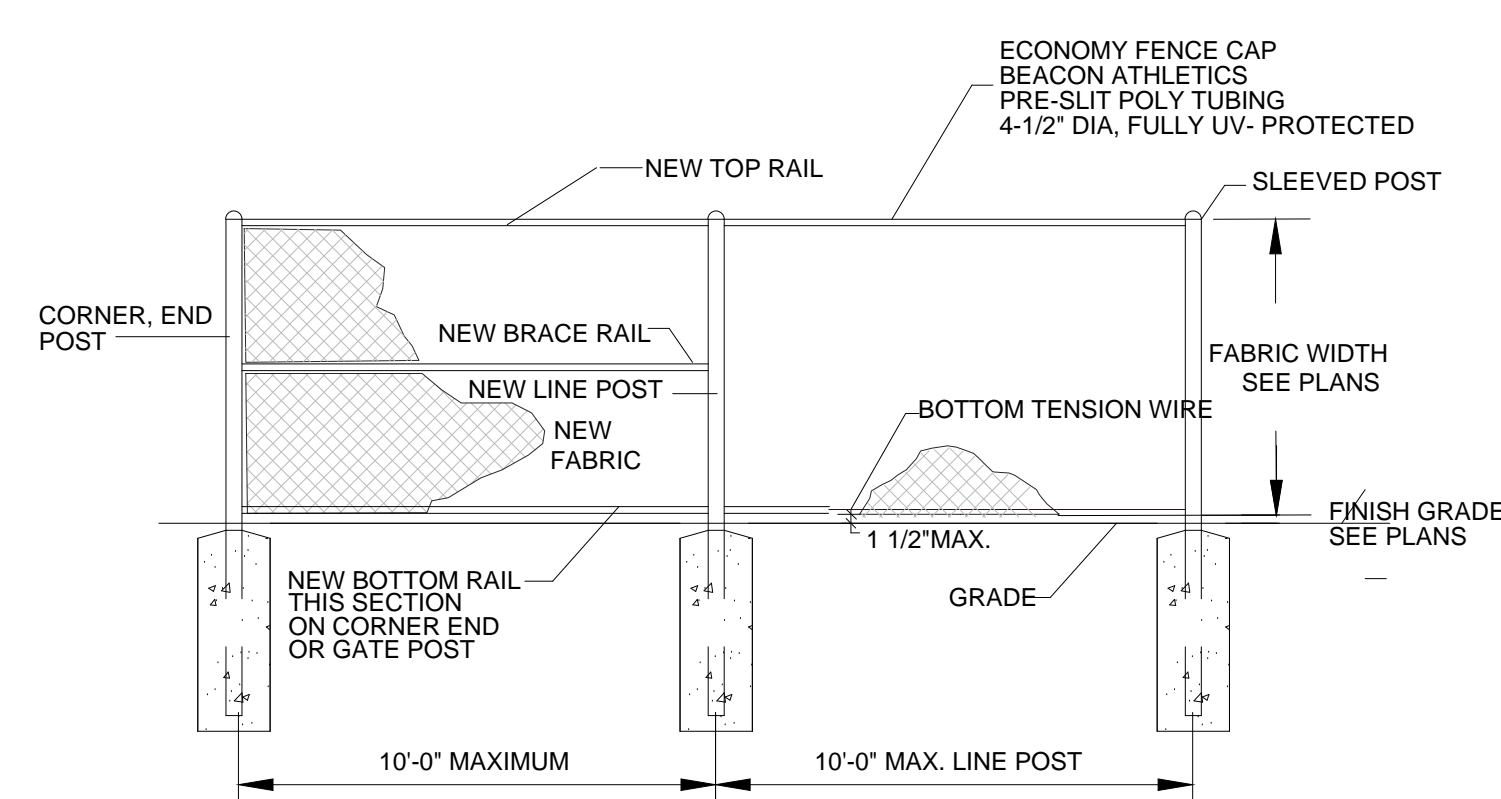 ECONOMY FENCE CAP
BEACON ATHLETICS
PRE-SLIT POLY TUBING
4-1/2" DIA, FULLY UV- PROTECTED
NEW TOP RAIL
SLEEVED POST
CORNER, END
POST
NEW BRACE RAIL
FABRIC WIDTH
SEE PLANS
NEW LINE POST
BOTTOM TENSION WIRE
NEW
FABRIC
FINISH GRADE
SEE PLANS
1 1/2"MAX.
NEW BOTTOM RAIL
THIS SECTION
ON CORNER END
OR GATE POST
GRADE
10'-0" MAXIMUM
10'-0" MAX. LINE POST